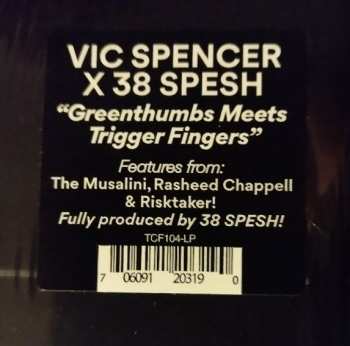 VIC SPENCER
X 38 SPESH
“Greenthumbs Meets
Trigger Fingers”
Features from:
The Musalini, Rasheed Chappell
& Risktaker!
Fully produced by 38 SPESH!
TCF104-LP
7 06091 20319 0